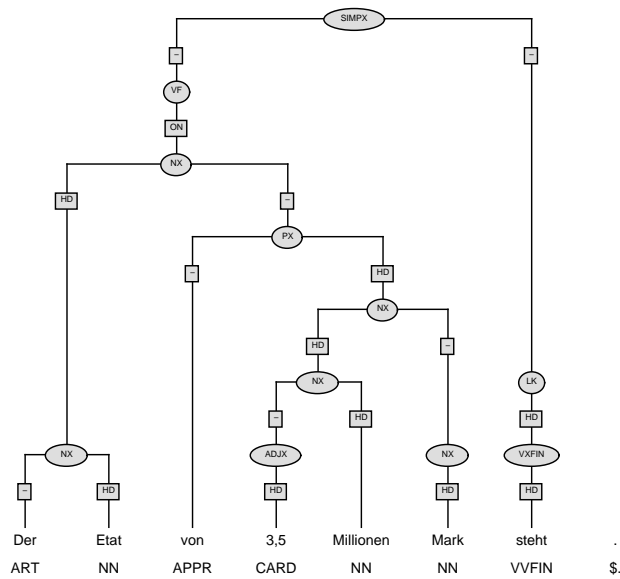 SIMPX
– –
VF
ON
NX
HD –
PX
– HD
NX
HD –
NX LK
– HD HD
NX ADJX NX VXFIN
– HD HD HD HD
Der Etat von 3,5 Millionen Mark steht .
ART NN APPR CARD NN NN VVFIN $.